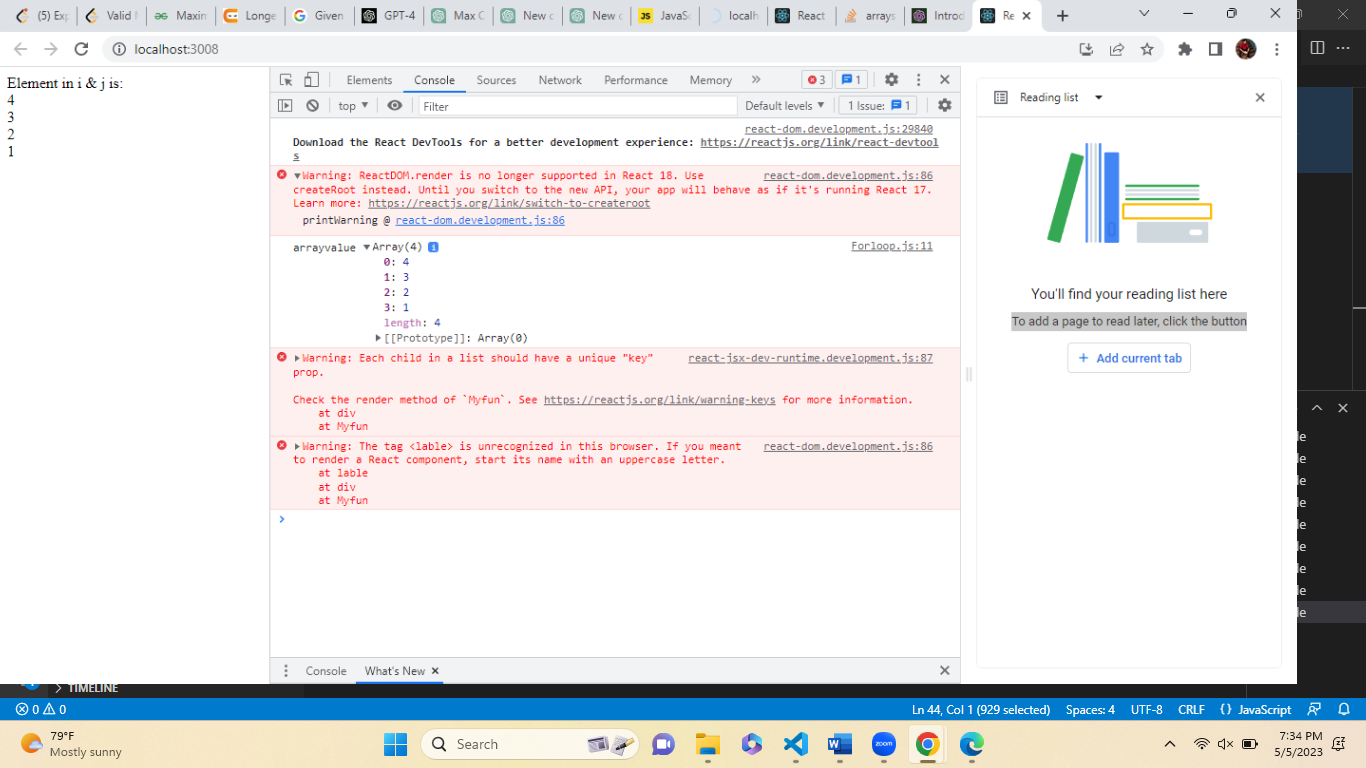 (5) Exp
Valid
Maxim
Longe
Given
GPT-4
Max C
New c
New c
JS
JavaSc
localh
React
arrays
Introd
Re
localhost:3008
Element in i & j is:
4
3
2
1
Elements
Console
Sources
Network
Performance
Memory
3
1
top
Filter
Default levels
1 Issue:
1
react-dom.development.js:29840
Download the React DevTools for a better development experience: https://reactjs.org/link/react-devtool
s
Warning: ReactDOM.render is no longer supported in React 18. Use
react-dom.development.js:86
createRoot instead. Until you switch to the new API, your app will behave as if it's running React 17.
Learn more: https://reactjs.org/link/switch-to-createroot
printWarning @ react-dom.development.js:86
arrayvalue Array(4) i
Forloop.js:11
0: 4
1: 3
2: 2
3: 1
length: 4
[[Prototype]]: Array(0)
Warning: Each child in a list should have a unique "key"
react-jsx-dev-runtime.development.js:87
prop.
Check the render method of `Myfun`. See https://reactjs.org/link/warning-keys for more information.
at div
at Myfun
Warning: The tag <lable> is unrecognized in this browser. If you meant
react-dom.development.js:86
to render a React component, start its name with an uppercase letter.
at lable
at div
at Myfun
Console
What's New
Reading list
You'll find your reading list here
To add a page to read later, click the button
+ Add current tab
le
le
le
le
le
le
le
le
le
TIMELINE
0
0
Ln 44, Col 1 (929 selected)
Spaces: 4
UTF-8
CRLF
{} JavaScript
79°F
Mostly sunny
Search
zoom
7:34 PM
5/5/2023